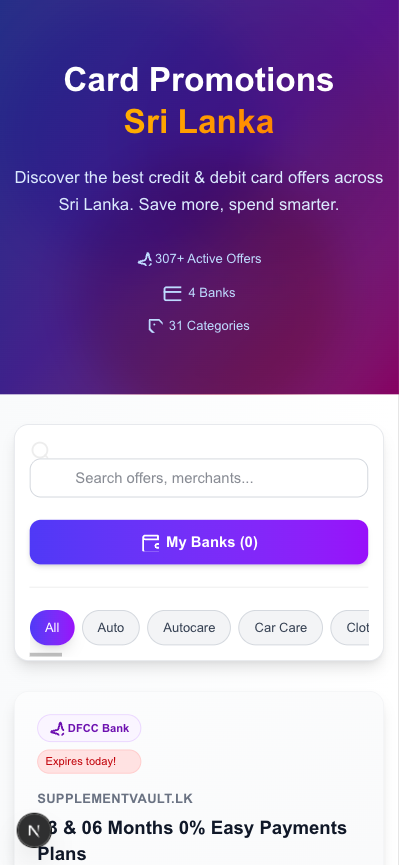 Card Promotions
Sri Lanka
Discover the best credit & debit card offers across
Sri Lanka. Save more, spend smarter.
307+ Active Offers
4 Banks
31 Categories
Search offers, merchants...
My Banks (0)
All Auto Autocare Car Care Clot
DFCC Bank
Expires today!
SUPPLEMENTVAULT.LK
N
3 & 06 Months 0% Easy Payments
Plans